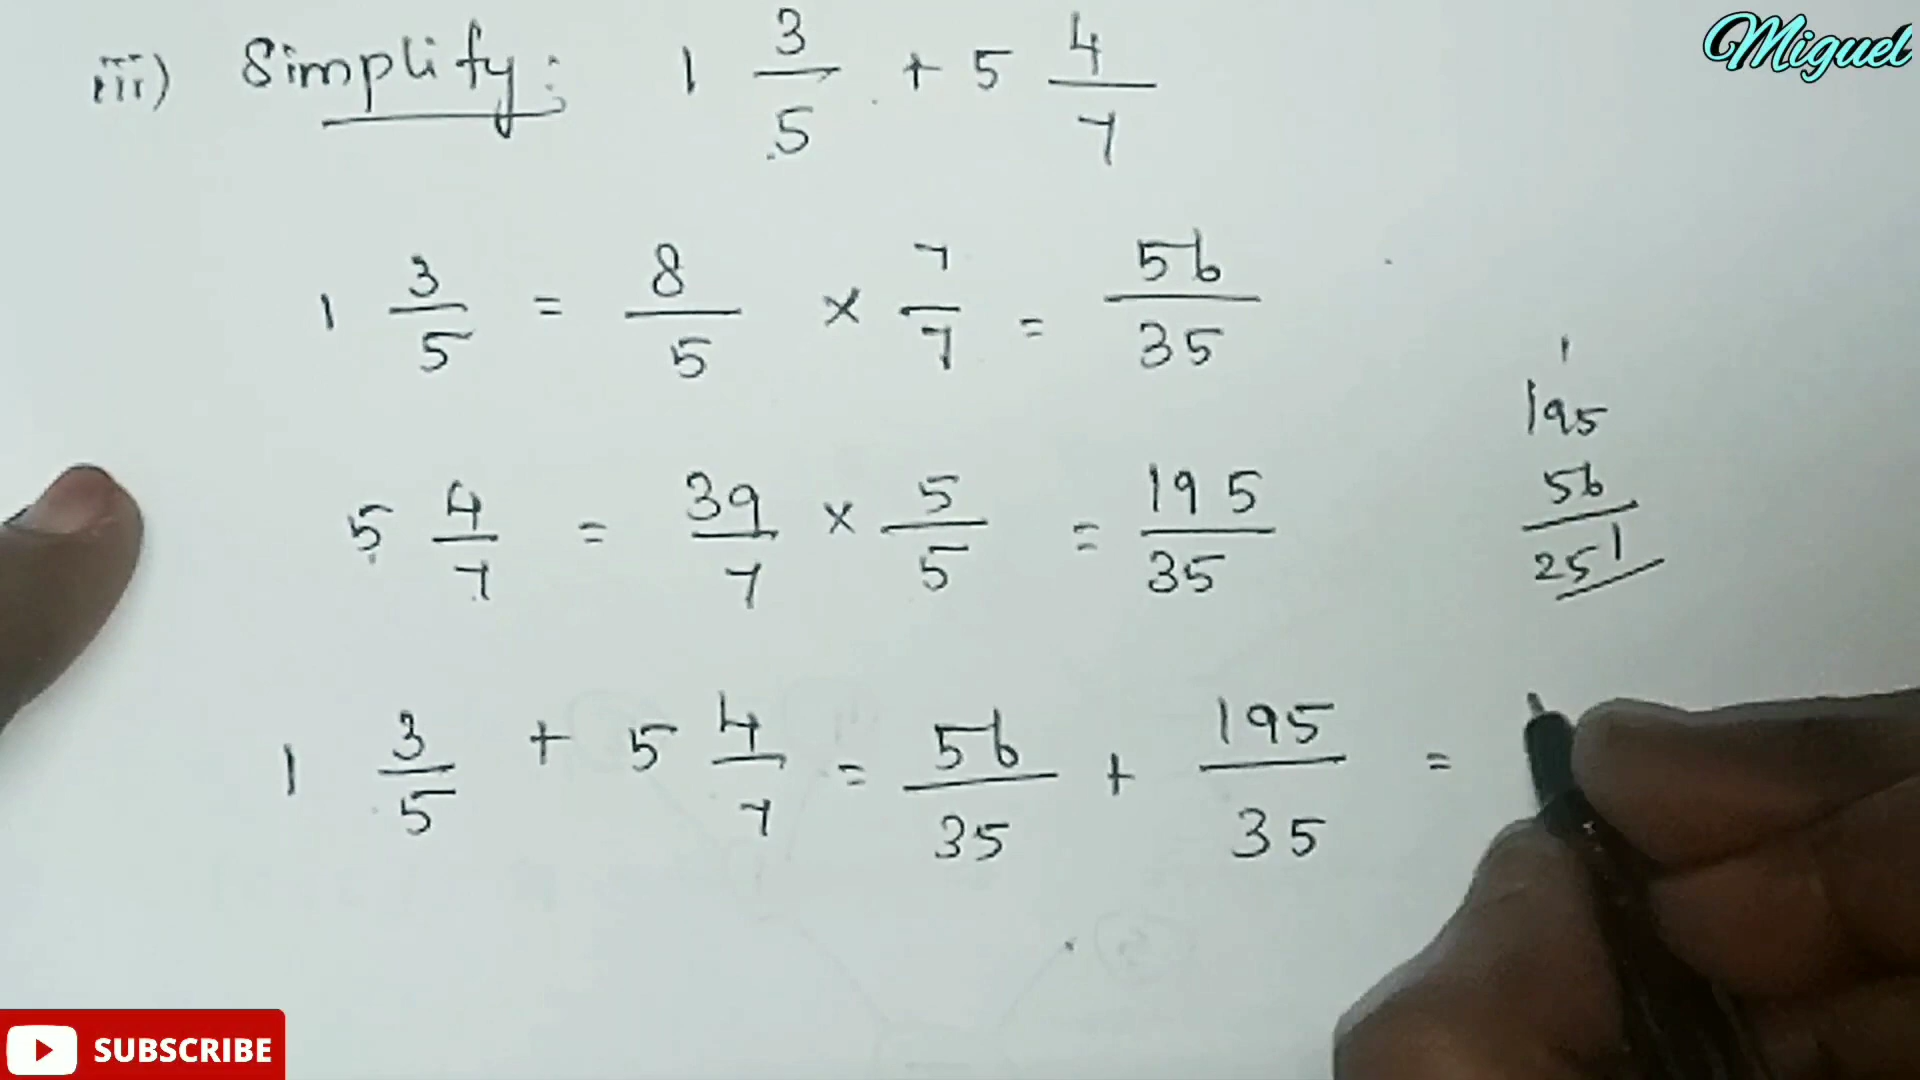 Miguel
iii) Simplify: 1 3/5 + 5 4/7
1 3/5 = 8/5 × 7/7 = 56/35
5 4/7 = 39/7 × 5/5 = 195/35
1
195
56
251
1 3/5 + 5 4/7 = 56/35 + 195/35 =
SUBSCRIBE